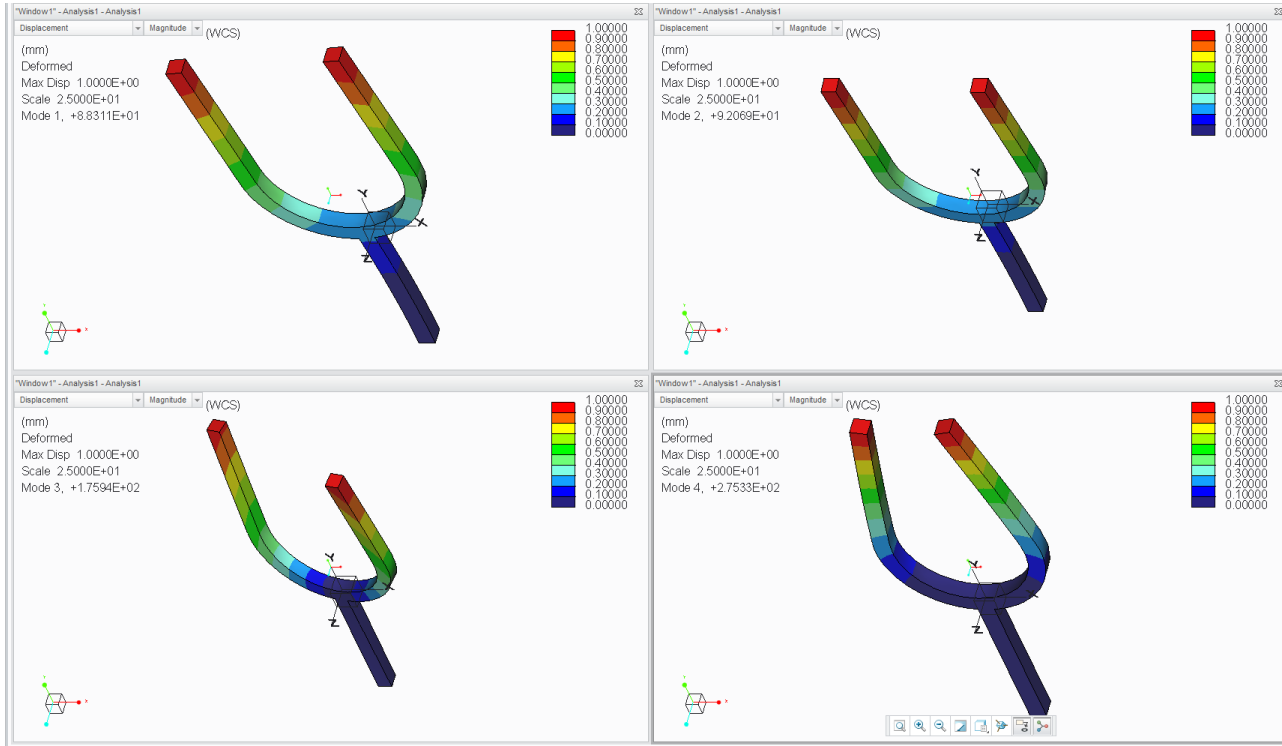 "Window1" - Analysis1 - Analysis1
Displacement Magnitude (WCS)
(mm)
Deformed
Max Disp 1.0000E+00
Scale 2.5000E+01
Mode 1, +8.8311E+01
1.00000
0.90000
0.80000
0.70000
0.60000
0.50000
0.40000
0.30000
0.20000
0.10000
0.00000
Y
X
Z
"Window1" - Analysis1 - Analysis1
Displacement Magnitude (WCS)
(mm)
Deformed
Max Disp 1.0000E+00
Scale 2.5000E+01
Mode 2, +9.2069E+01
1.00000
0.90000
0.80000
0.70000
0.60000
0.50000
0.40000
0.30000
0.20000
0.10000
0.00000
Y
X
Z
"Window1" - Analysis1 - Analysis1
Displacement Magnitude (WCS)
(mm)
Deformed
Max Disp 1.0000E+00
Scale 2.5000E+01
Mode 3, +1.7594E+02
1.00000
0.90000
0.80000
0.70000
0.60000
0.50000
0.40000
0.30000
0.20000
0.10000
0.00000
Y
X
Z
"Window1" - Analysis1 - Analysis1
Displacement Magnitude (WCS)
(mm)
Deformed
Max Disp 1.0000E+00
Scale 2.5000E+01
Mode 4, +2.7533E+02
1.00000
0.90000
0.80000
0.70000
0.60000
0.50000
0.40000
0.30000
0.20000
0.10000
0.00000
Y
X
Z